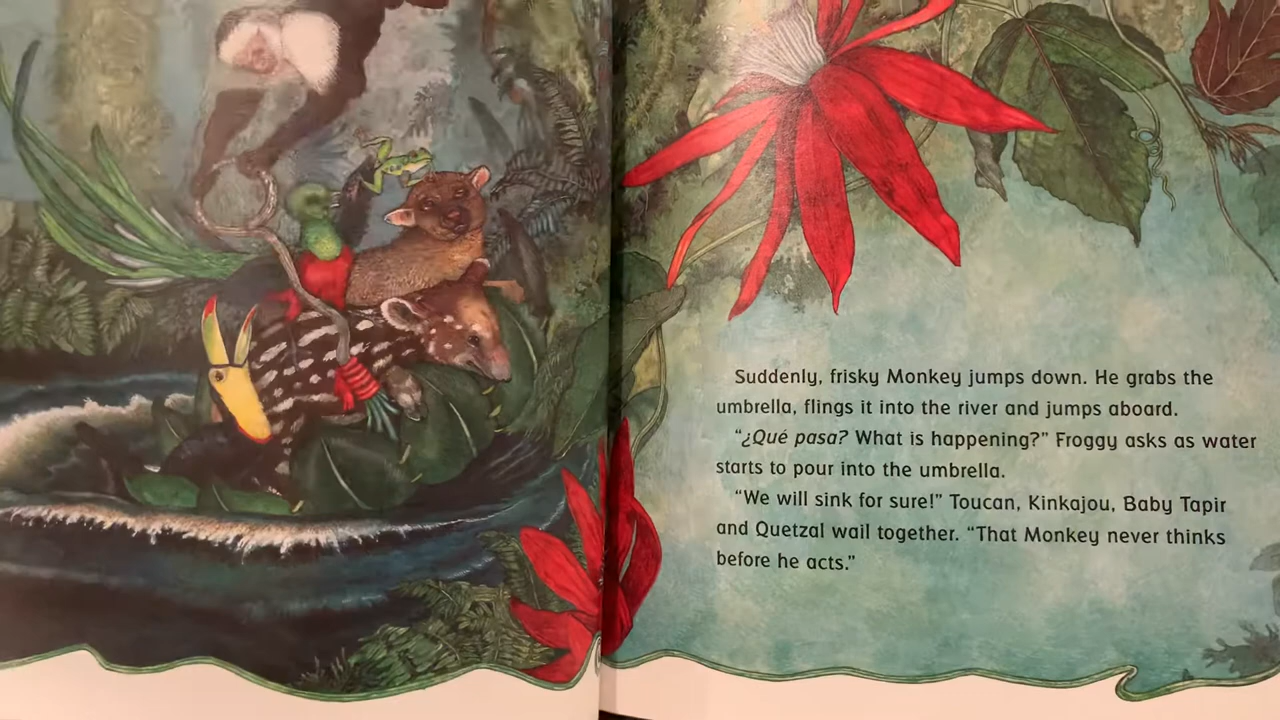 Suddenly, frisky Monkey jumps down. He grabs the
umbrella, flings it into the river and jumps aboard.
"¿Qué pasa? What is happening?" Froggy asks as water
starts to pour into the umbrella.
"We will sink for sure!" Toucan, Kinkajou, Baby Tapir
and Quetzal wail together. "That Monkey never thinks
before he acts."